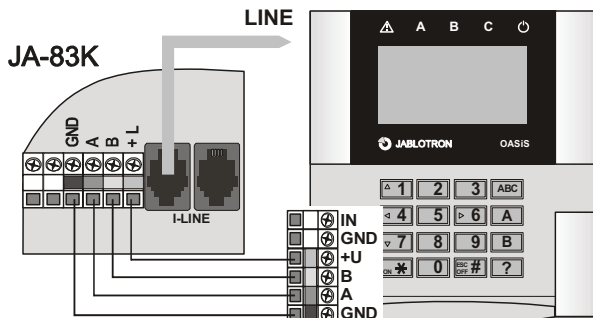 LINE
JA-83K
GND A B + L
I-LINE
A B C
JABLOTRON OASiS
1 2 3 ABC
4 5 6 A
7 8 9 B
ON * 0 ESC OFF # ?
IN
GND
+U
B
A
GND